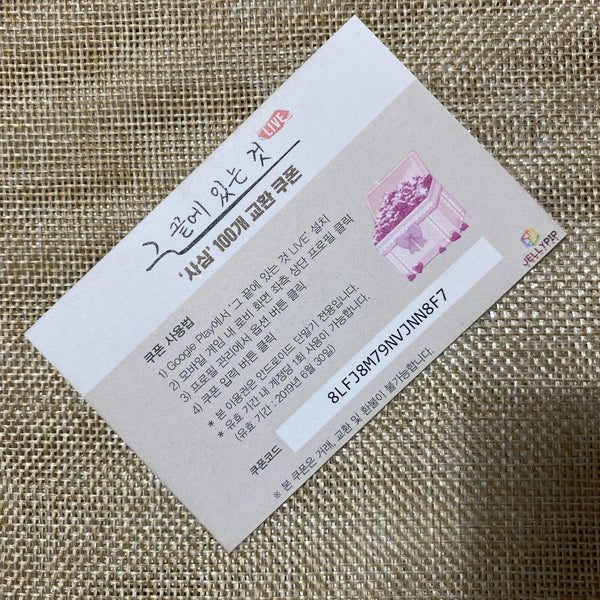 그 끝에 있는 것 LIVE
'사심' 100개 교환 쿠폰
쿠폰 사용법
1) Google Play에서 '그 끝에 있는 것 LIVE' 설치
2) 모바일 게임 내 로비 화면 좌측 상단 프로필 클릭
3) 프로필 관리에서 옵션 버튼 클릭
4) 쿠폰 입력 버튼 클릭
* 본 이용권은 안드로이드 단말기 전용입니다.
* 유효 기간 내 계정당 1회 사용이 가능합니다.
(유효 기간 : 2019년 6월 30일)
쿠폰코드 8LFJ8M79NVJNN8F7
※ 본 쿠폰은 거래, 교환 및 환불이 불가능합니다.
JELLYPOP